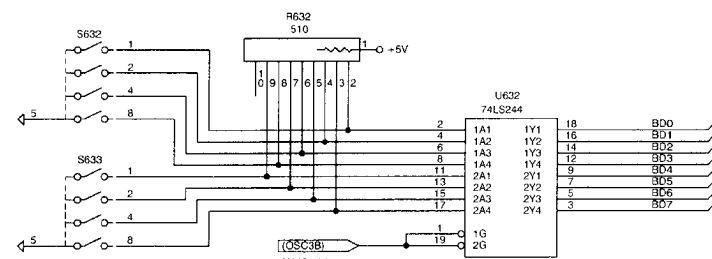 R632
510
S632
1
2
4
8
5
1 +5V
1 0 9 8 7 6 5 4 3 2
U632
74LS244
2 1A1 1Y1 18 BD0
4 1A2 1Y2 16 BD1
6 1A3 1Y3 14 BD2
8 1A4 1Y4 12 BD3
11 2A1 2Y1 9 BD4
13 2A2 2Y2 7 BD5
15 2A3 2Y3 5 BD6
17 2A4 2Y4 3 BD7
S633
1
2
4
8
5
(OSC3B)
1 1G
19 2G